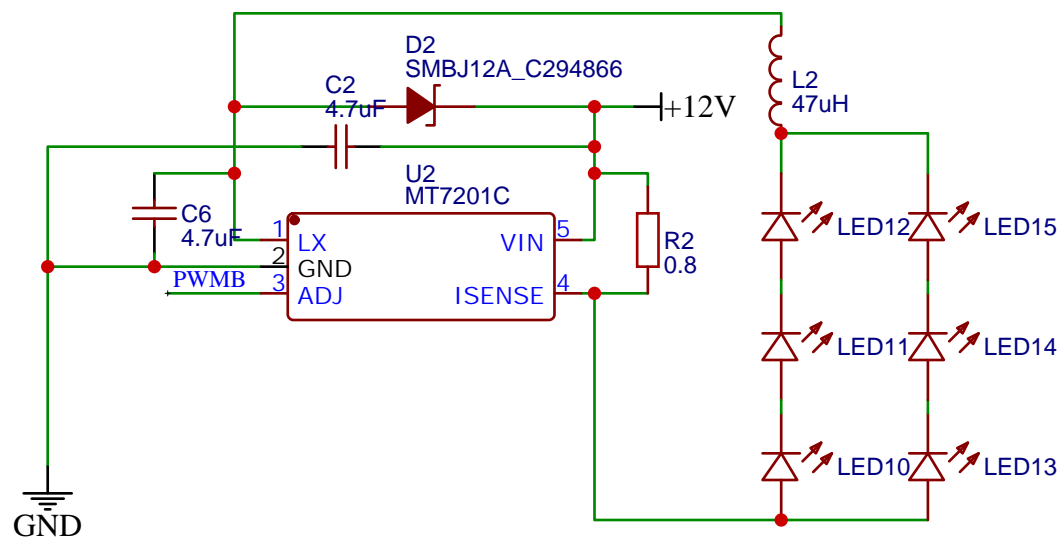 D2
SMBJ12A_C294866
C2
4.7uF
+12V
L2
47uH
U2
MT7201C
C6
4.7uF
1
LX
VIN
5
2
GND
PWMB
3
ADJ
ISENSE
4
R2
0.8
LED12
LED15
LED11
LED14
LED10
LED13
GND